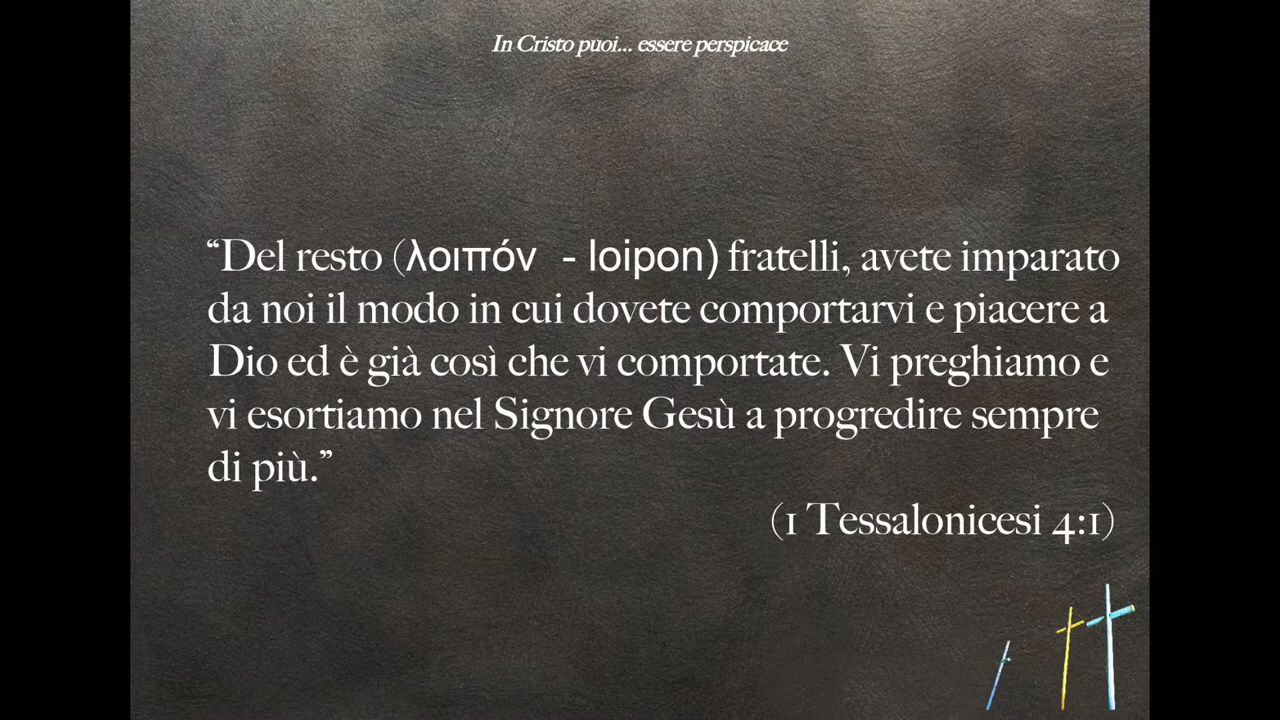 In Cristo puoi... essere perspicace
“Del resto (λοιπόν - loipon) fratelli, avete imparato
da noi il modo in cui dovete comportarvi e piacere a
Dio ed è già così che vi comportate. Vi preghiamo e
vi esortiamo nel Signore Gesù a progredire sempre
di più.”
(1 Tessalonicesi 4:1)